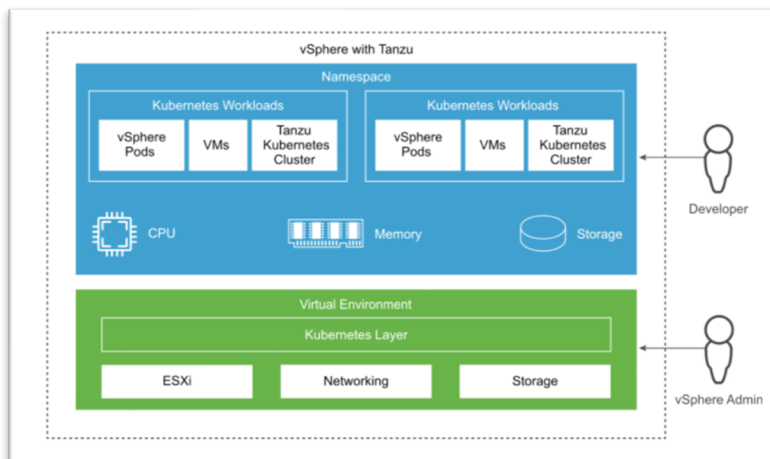 vSphere with Tanzu
Namespace
Kubernetes Workloads
vSphere
Pods
VMs
Tanzu
Kubernetes
Cluster
Kubernetes Workloads
vSphere
Pods
VMs
Tanzu
Kubernetes
Cluster
CPU
Memory
Storage
Developer
Virtual Environment
Kubernetes Layer
ESXi
Networking
Storage
vSphere Admin